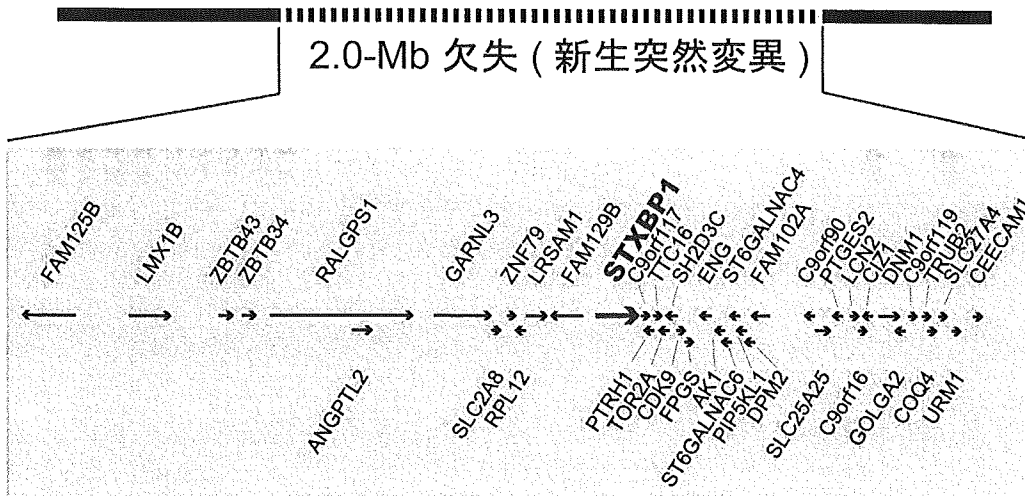 2.0-Mb 欠失 ( 新生突然変異 )
FAM125B
LMX1B
ZBTB43
ZBTB34
RALGPS1
GARNL3
ZNF79
LRSAM1
FAM129B
STXBP1
C9orf117
TTC16
SH2D3C
ENG
ST6GALNAC4
FAM102A
C9orf90
PTGES2
LCN2
CIZ1
DNM1
C9orf119
TRUB2
SLC27A4
CEECAM1
ANGPTL2
SLC2A8
RPL12
PTRH1
TOR2A
CDK9
FPGS
AK1
ST6GALNAC6
PIP5KL1
DPM2
SLC25A25
C9orf16
GOLGA2
COQ4
URM1